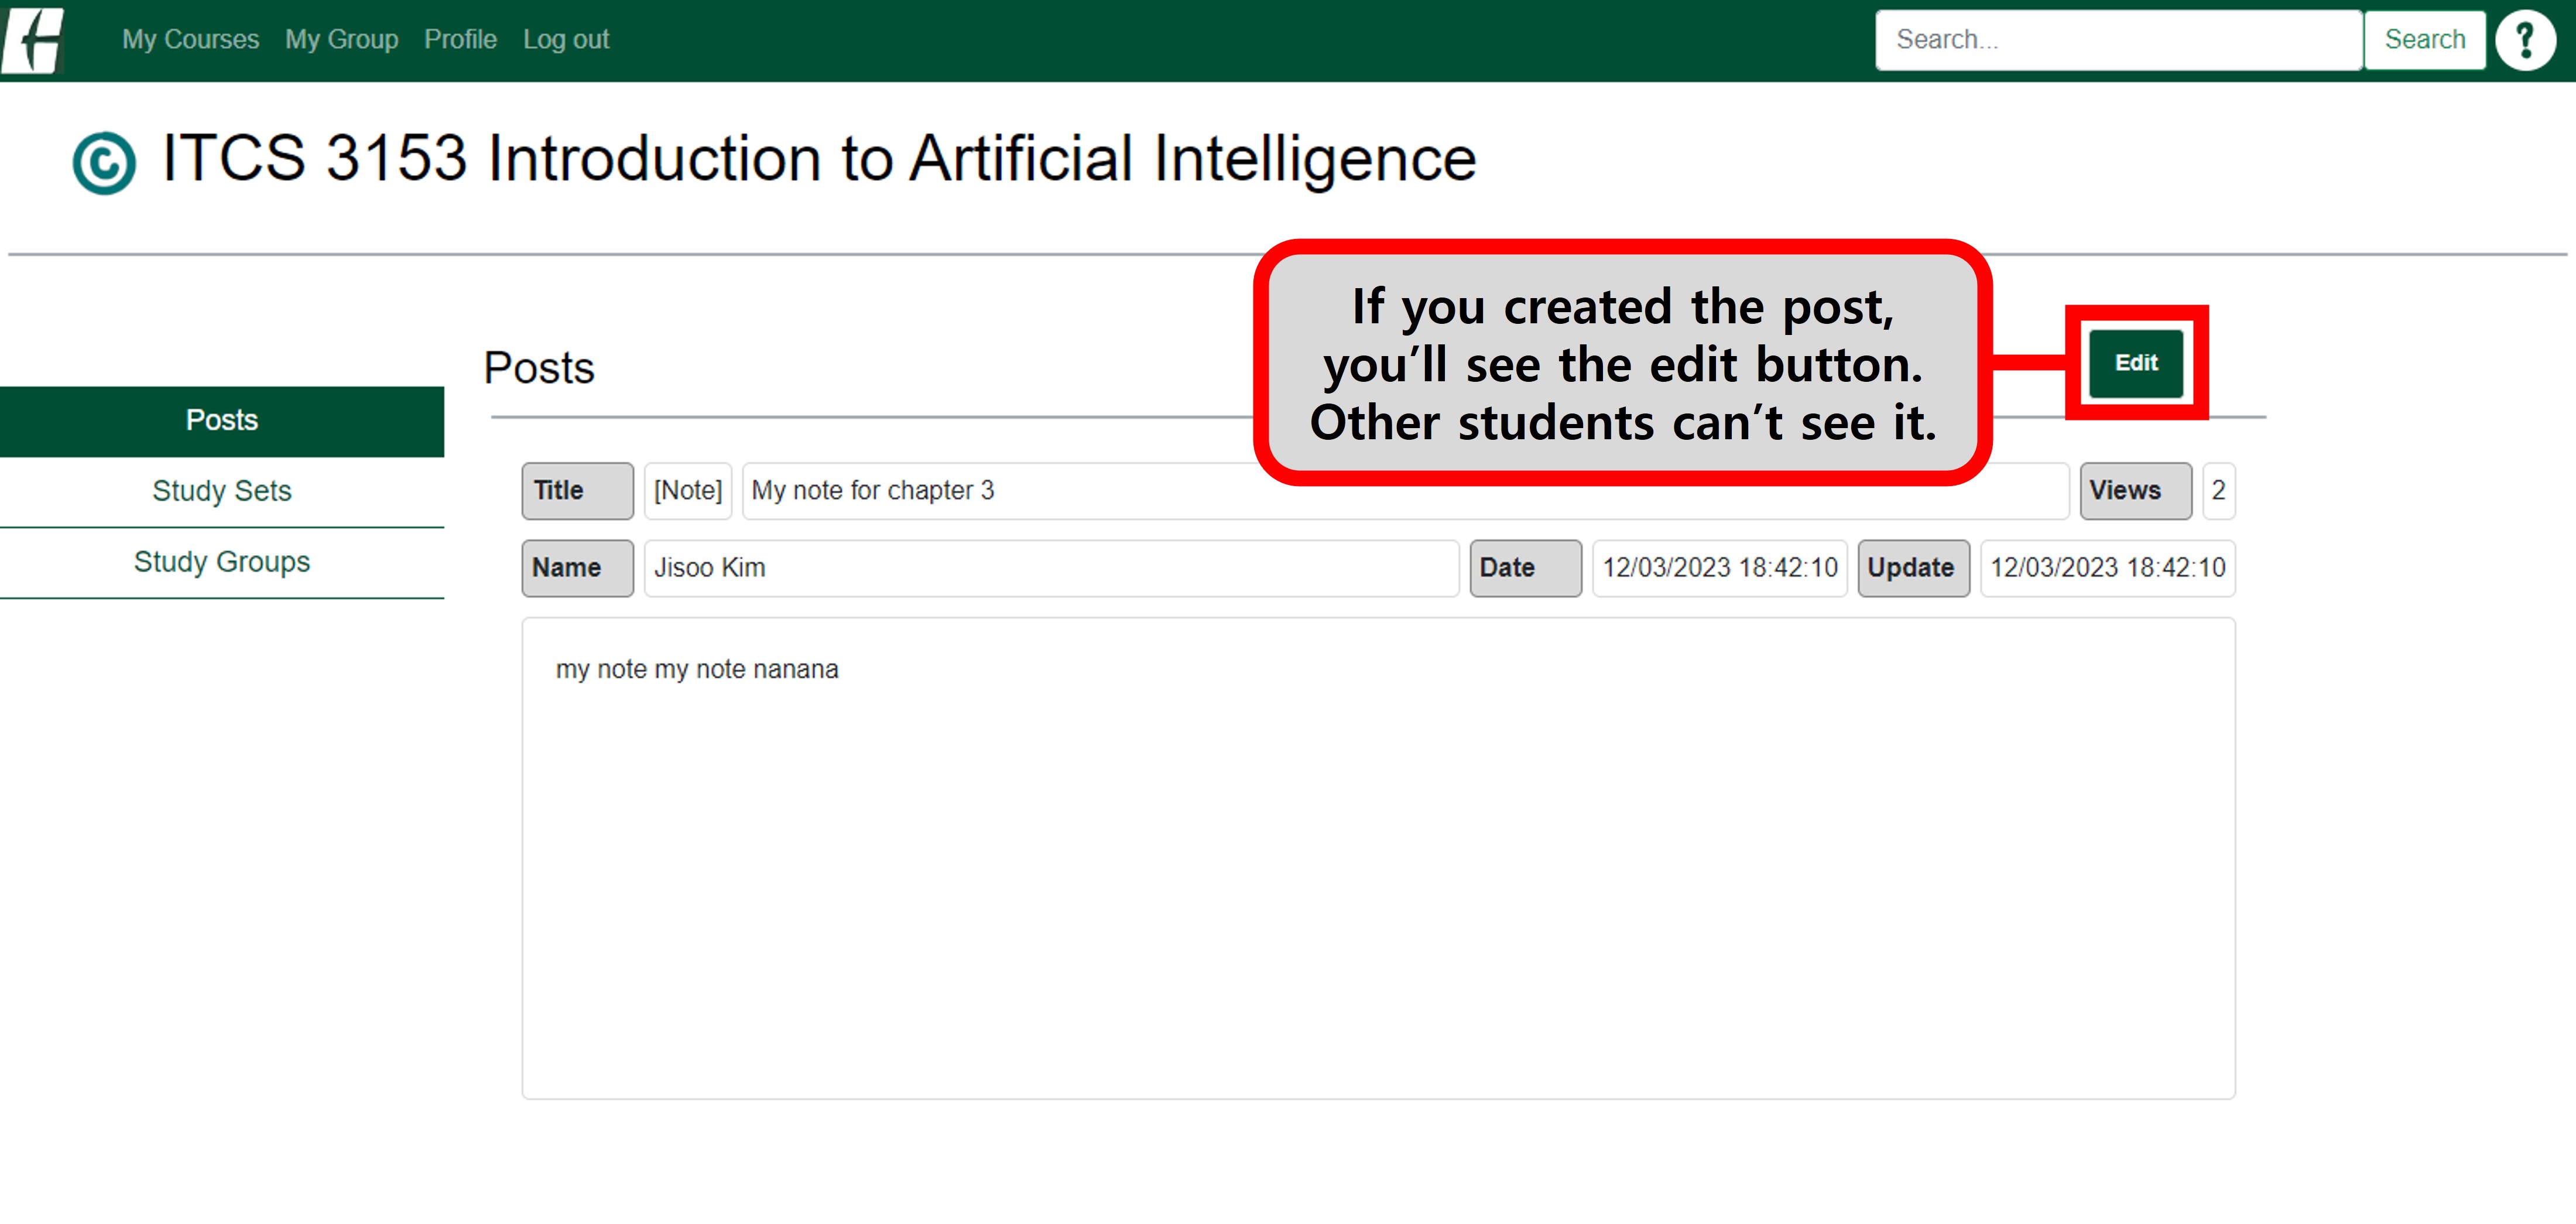 My Courses My Group Profile Log out Search... Search ?
© ITCS 3153 Introduction to Artificial Intelligence
If you created the post,
you’ll see the edit button.
Other students can’t see it.
Edit
Posts
Posts
Study Sets
Study Groups
Title [Note] My note for chapter 3 Views 2
Name Jisoo Kim Date 12/03/2023 18:42:10 Update 12/03/2023 18:42:10
my note my note nanana